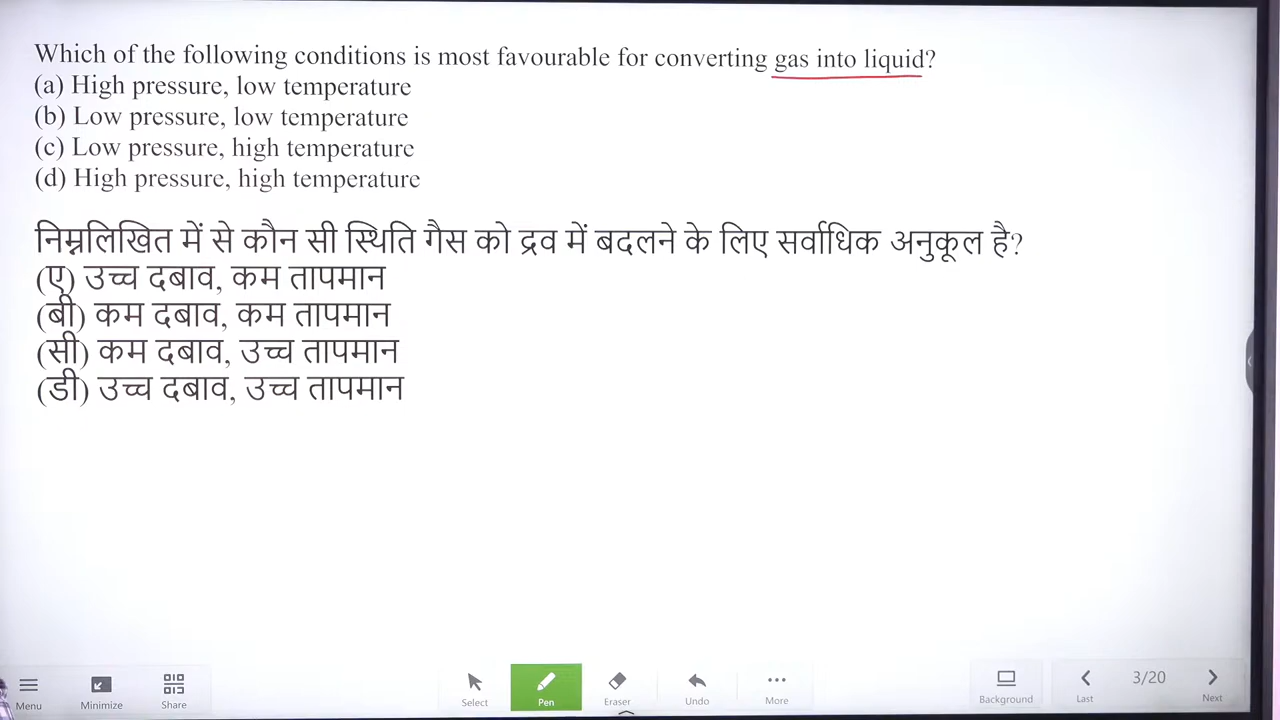 Which of the following conditions is most favourable for converting gas into liquid?
(a) High pressure, low temperature
(b) Low pressure, low temperature
(c) Low pressure, high temperature
(d) High pressure, high temperature
निम्नलिखित में से कौन सी स्थिति गैस को द्रव में बदलने के लिए सर्वाधिक अनुकूल है?
(ए) उच्च दबाव, कम तापमान
(बी) कम दबाव, कम तापमान
(सी) कम दबाव, उच्च तापमान
(डी) उच्च दबाव, उच्च तापमान
Menu Minimize Share Select Pen Eraser Undo More Background Last 3/20 Next